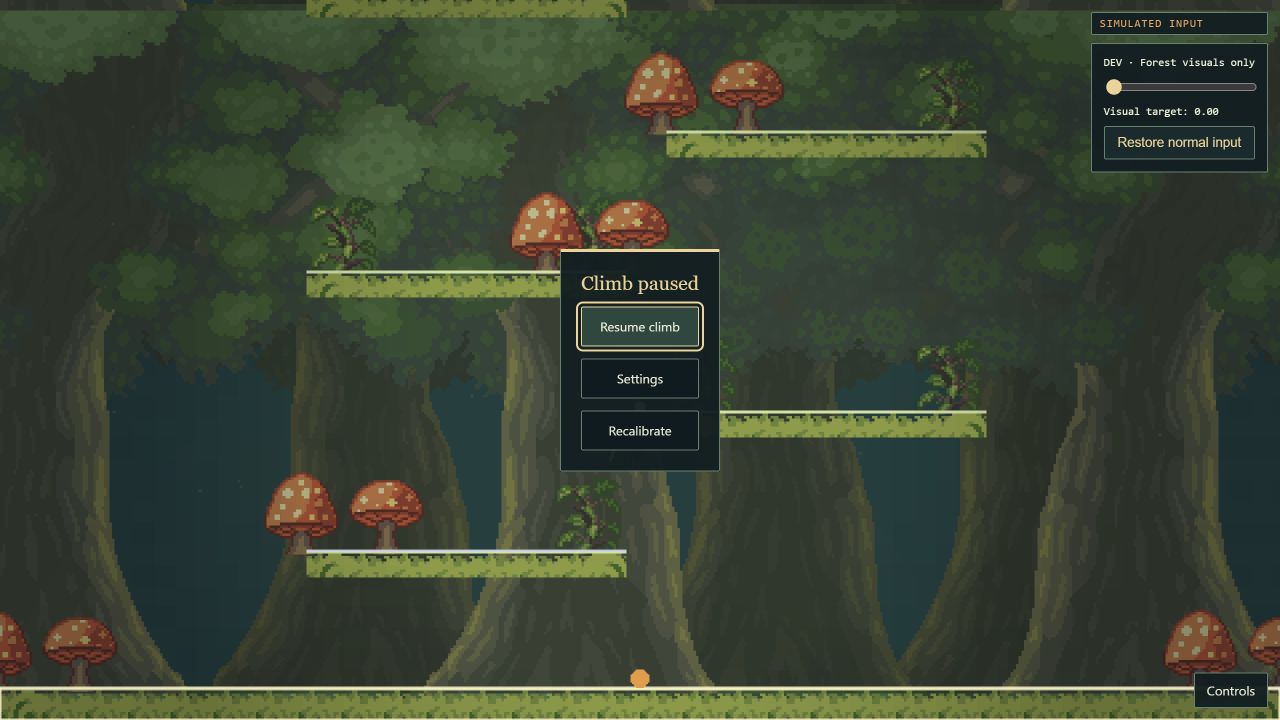 SIMULATED INPUT
DEV · Forest visuals only
Visual target: 0.00
Restore normal input
Climb paused
Resume climb
Settings
Recalibrate
Controls